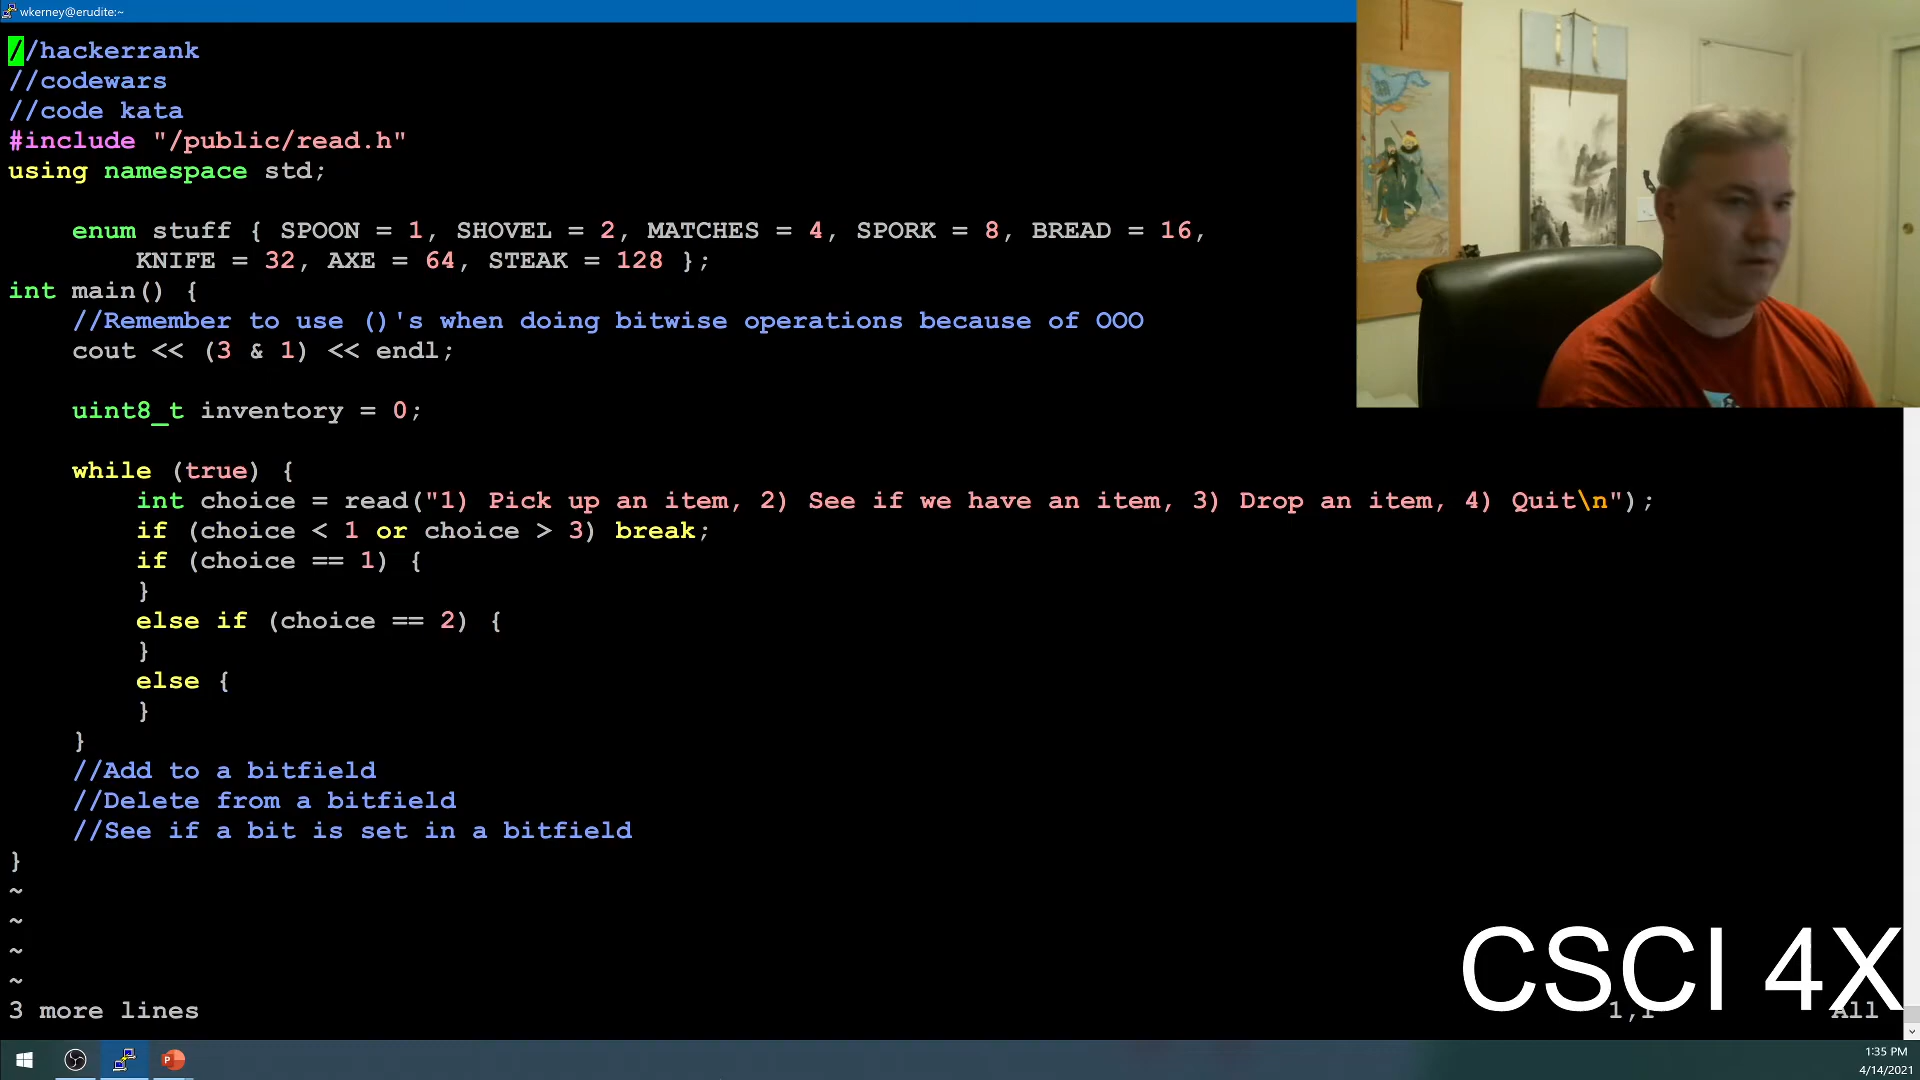 wkerney@erudite:~
//hackerrank
//codewars
//code kata
#include "/public/read.h"
using namespace std;
enum stuff { SPOON = 1, SHOVEL = 2, MATCHES = 4, SPORK = 8, BREAD = 16,
KNIFE = 32, AXE = 64, STEAK = 128 };
int main() {
//Remember to use ()'s when doing bitwise operations because of OOO
cout << (3 & 1) << endl;
uint8_t inventory = 0;
while (true) {
int choice = read("1) Pick up an item, 2) See if we have an item, 3) Drop an item, 4) Quit\n");
if (choice < 1 or choice > 3) break;
if (choice == 1) {
}
else if (choice == 2) {
}
else {
}
}
//Add to a bitfield
//Delete from a bitfield
//See if a bit is set in a bitfield
}
~
~
~
~
3 more lines
1,1
All
CSCI 4X
1:35 PM
4/14/2021